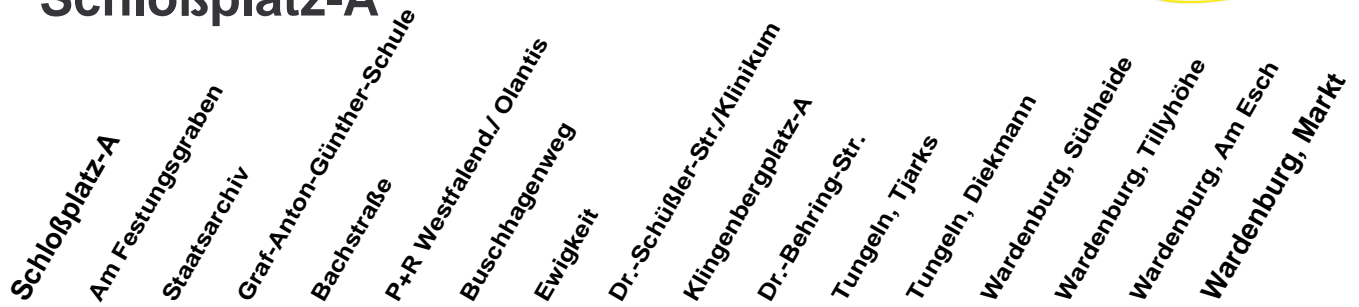 Schloßplatz-A
Schloßplatz-A
Am Festungsgraben
Staatsarchiv
Graf-Anton-Günther-Schule
Bachstraße
P+R Westfalend./ Olantis
Buschhagenweg
Ewigkeit
Dr.-Schüßler-Str./Klinikum
Klingenbergplatz-A
Dr.-Behring-Str.
Tungeln, Tjarks
Tungeln, Diekmann
Wardenburg, Südheide
Wardenburg, Tillyhöhe
Wardenburg, Am Esch
Wardenburg, Markt